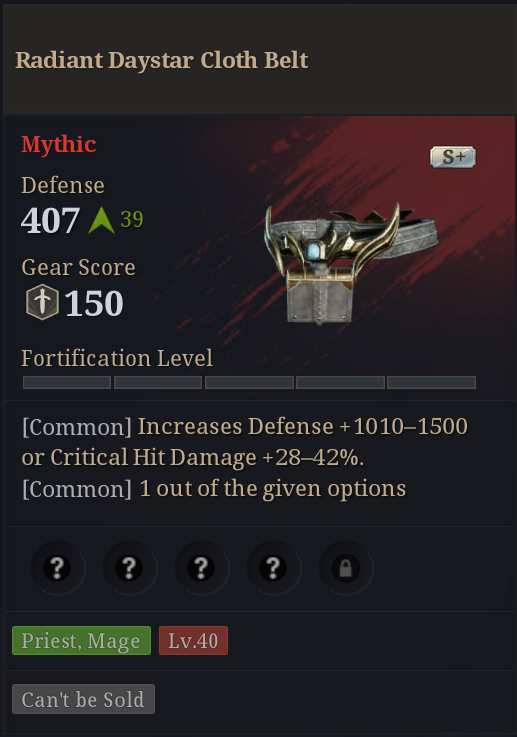 Radiant Daystar Cloth Belt
Mythic
S+
Defense
407 39
Gear Score
150
Fortification Level
[Common] Increases Defense +1010–1500
or Critical Hit Damage +28–42%.
[Common] 1 out of the given options
? ? ? ?
Priest, Mage Lv.40
Can't be Sold